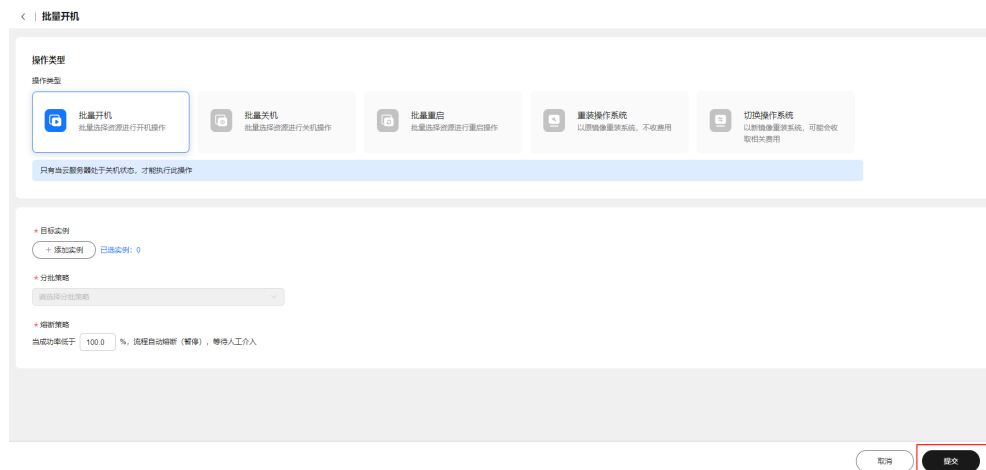 批量开机
操作类型
操作类型
批量开机
批量选择资源进行开机操作
批量关机
批量选择资源进行关机操作
批量重启
批量选择资源进行重启操作
重装操作系统
以原镜像重装系统，不收费用
切换操作系统
以新镜像重装系统，可能会收
取相关费用
只有当云服务器处于关机状态，才能执行此操作
* 目标实例
+ 添加实例 已选实例：0
* 分批策略
请选择分批策略
* 熔断策略
当成功率低于 100.0 %，流程自动熔断（暂停），等待人工介入
取消 提交